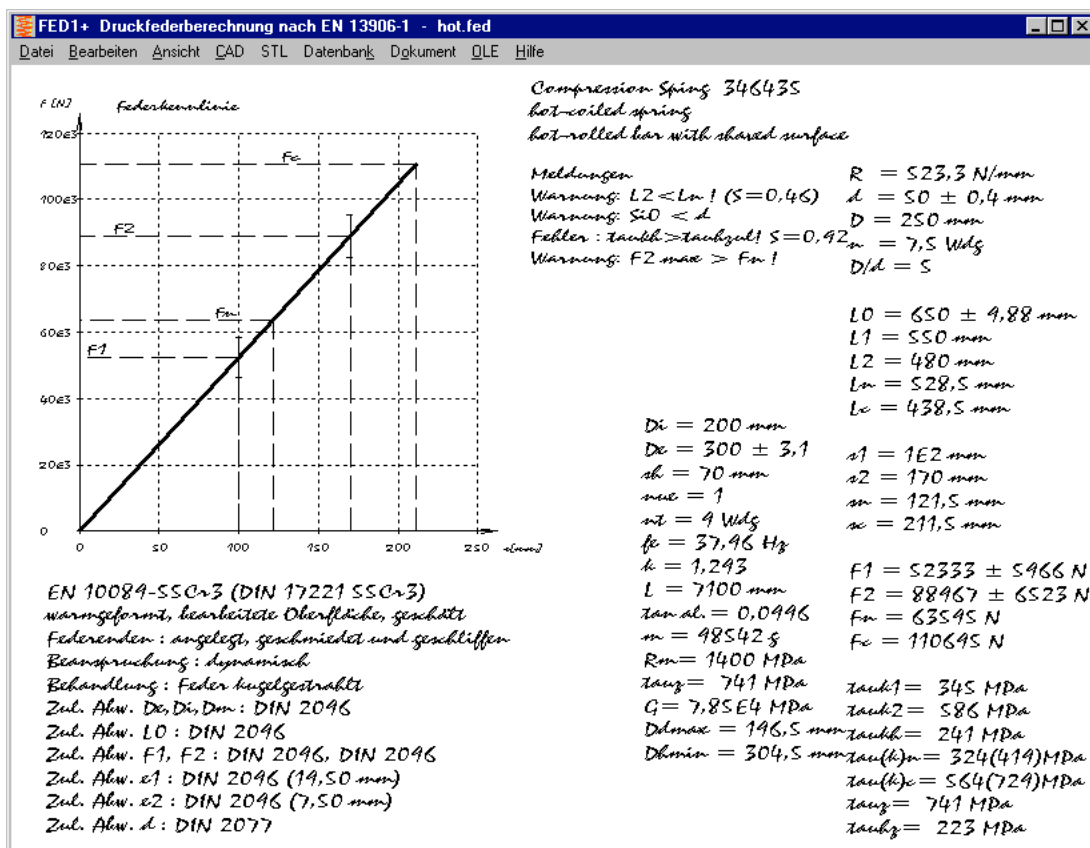 FED1+ Druckfederberechnung nach EN 13906-1 - hot.fed
Datei Bearbeiten Ansicht CAD STL Datenbank Dokument OLE Hilfe
F [N]
Federkennlinie
120e3
100e3
80e3
60e3
40e3
20e3
0
Fc
F2
Fn
F1
0 50 100 150 200 250 s[mm]
EN 10089-55Cr3 (DIN 17221 55Cr3)
warmgeformt, bearbeitete Oberfläche, geschält
Federenden : angelegt, geschmiedet und geschliffen
Beanspruchung : dynamisch
Behandlung : Feder kugelgestrahlt
Zul. Abw. De,Di,Dm : DIN 2096
Zul. Abw. L0 : DIN 2096
Zul. Abw. F1, F2 : DIN 2096, DIN 2096
Zul. Abw. e1 : DIN 2096 (19,50 mm)
Zul. Abw. e2 : DIN 2096 (7,50 mm)
Zul. Abw. d : DIN 2077
Compression Sping 346435
hot-coiled spring
hot-rolled bar with shared surface
Meldungen
Warnung: L2<Ln ! (S=0,46)
Warnung: Si0 < d
Fehler : taukh>tauhzul! S=0,92
Warnung: F2 max > Fn !
Di = 200 mm
De = 300 ± 3,1
sh = 70 mm
nue = 1
nt = 9 Wdg
fe = 37,96 Hz
k = 1,293
L = 7100 mm
tan al. = 0,0996
m = 98542 g
Rm= 1400 MPa
tauz = 741 MPa
G= 7,85E4 MPa
Ddmax = 196,5 mm
Dhmin = 304,5 mm
R = 523,3 N/mm
d = 50 ± 0,4 mm
D = 250 mm
n = 7,5 Wdg
D/d = 5
L0 = 650 ± 9,88 mm
L1 = 550 mm
L2 = 480 mm
Ln = 528,5 mm
Lc = 438,5 mm
s1 = 1E2 mm
s2 = 170 mm
sn = 121,5 mm
sc = 211,5 mm
F1 = 52333 ± 5966 N
F2 = 88967 ± 6523 N
Fn = 63595 N
Fc = 110695 N
tauk1 = 345 MPa
tauk2 = 586 MPa
taukh = 241 MPa
tau(k)n = 324(419)MPa
tau(k)c = 564(729)MPa
tauz = 741 MPa
tauhz = 223 MPa